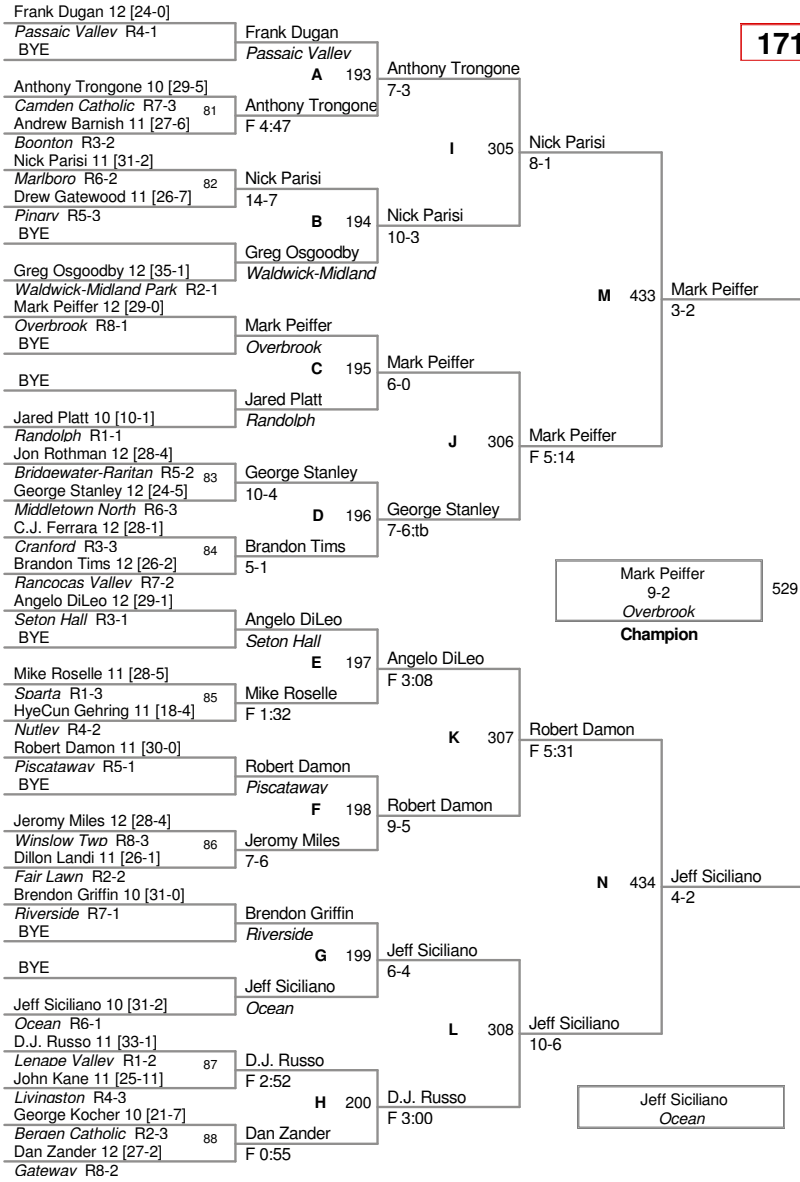 Frank Dugan 12 [24-0]
Passaic Valley R4-1
BYE
Anthony Trongone 10 [29-5]
Camden Catholic R7-3
81
Andrew Barnish 11 [27-6]
Boonton R3-2
Nick Parisi 11 [31-2]
Marlboro R6-2
82
Drew Gatewood 11 [26-7]
Pingry R5-3
BYE
Greg Osgoodby 12 [35-1]
Waldwick-Midland Park R2-1
Mark Peiffer 12 [29-0]
Overbrook R8-1
BYE
BYE
Jared Platt 10 [10-1]
Randolph R1-1
Jon Rothman 12 [28-4]
Bridgewater-Raritan R5-2
83
George Stanley 12 [24-5]
Middletown North R6-3
C.J. Ferrara 12 [28-1]
Cranford R3-3
84
Brandon Tims 12 [26-2]
Rancocas Valley R7-2
Angelo DiLeo 12 [29-1]
Seton Hall R3-1
BYE
Mike Roselle 11 [28-5]
Sparta R1-3
85
HyeCun Gehring 11 [18-4]
Nutley R4-2
Robert Damon 11 [30-0]
Piscataway R5-1
BYE
Jeromy Miles 12 [28-4]
Winslow Twp R8-3
86
Dillon Landi 11 [26-1]
Fair Lawn R2-2
Brendon Griffin 10 [31-0]
Riverside R7-1
BYE
BYE
Jeff Siciliano 10 [31-2]
Ocean R6-1
D.J. Russo 11 [33-1]
Lenape Valley R1-2
87
John Kane 11 [25-11]
Livingston R4-3
George Kocher 10 [21-7]
Bergen Catholic R2-3
88
Dan Zander 12 [27-2]
Gateway R8-2
Frank Dugan
Passaic Valley
A 193
Anthony Trongone
F 4:47
Nick Parisi
14-7
B 194
Greg Osgoodby
Waldwick-Midland
Mark Peiffer
Overbrook
C 195
Jared Platt
Randolph
George Stanley
10-4
D 196
Brandon Tims
5-1
Angelo DiLeo
Seton Hall
E 197
Mike Roselle
F 1:32
Robert Damon
Piscataway
F 198
Jeromy Miles
7-6
Brendon Griffin
Riverside
G 199
Jeff Siciliano
Ocean
D.J. Russo
F 2:52
H 200
Dan Zander
F 0:55
Anthony Trongone
7-3
I 305
Nick Parisi
10-3
Mark Peiffer
6-0
J 306
George Stanley
7-6:tb
Angelo DiLeo
F 3:08
K 307
Robert Damon
9-5
Jeff Siciliano
6-4
L 308
D.J. Russo
F 3:00
Nick Parisi
8-1
M 433
Mark Peiffer
F 5:14
Robert Damon
F 5:31
N 434
Jeff Siciliano
10-6
171
Mark Peiffer
3-2
Mark Peiffer
9-2
Overbrook
529
Champion
Jeff Siciliano
4-2
Jeff Siciliano
Ocean